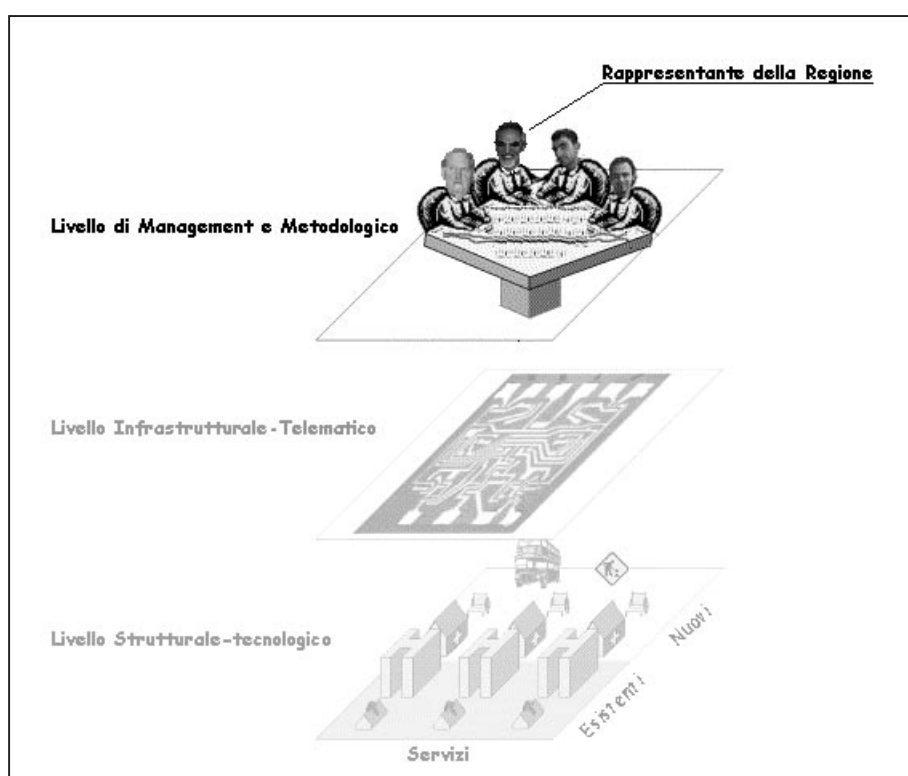 Rappresentante della Regione
Livello di Management e Metodologico
Livello Infrastrutturale-Telematico
Livello Strutturale-tecnologico
Nuovi
Esistenti
Servizi